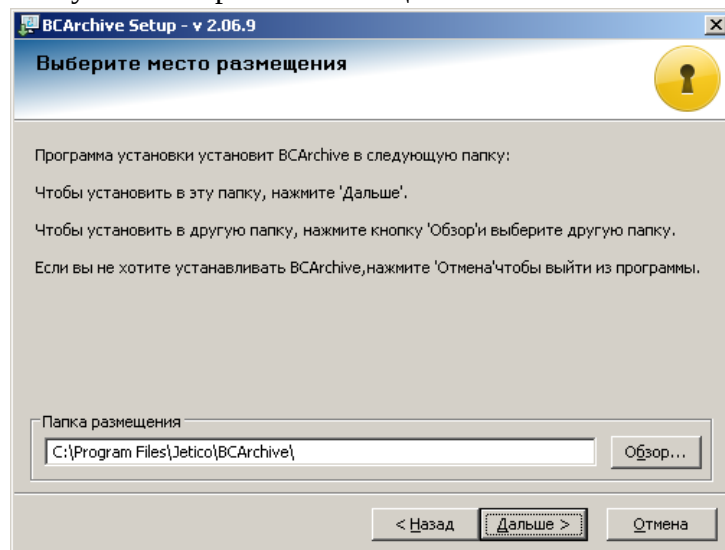 BCArchive Setup - v 2.06.9
Выберите место размещения
Программа установки установит BCArchive в следующую папку:
Чтобы установить в эту папку, нажмите 'Дальше'.
Чтобы установить в другую папку, нажмите кнопку 'Обзор'и выберите другую папку.
Если вы не хотите устанавливать BCArchive,нажмите 'Отмена'чтобы выйти из программы.
Папка размещения
C:\Program Files\Jetico\BCArchive\
Обзор...
< Назад
Дальше >
Отмена